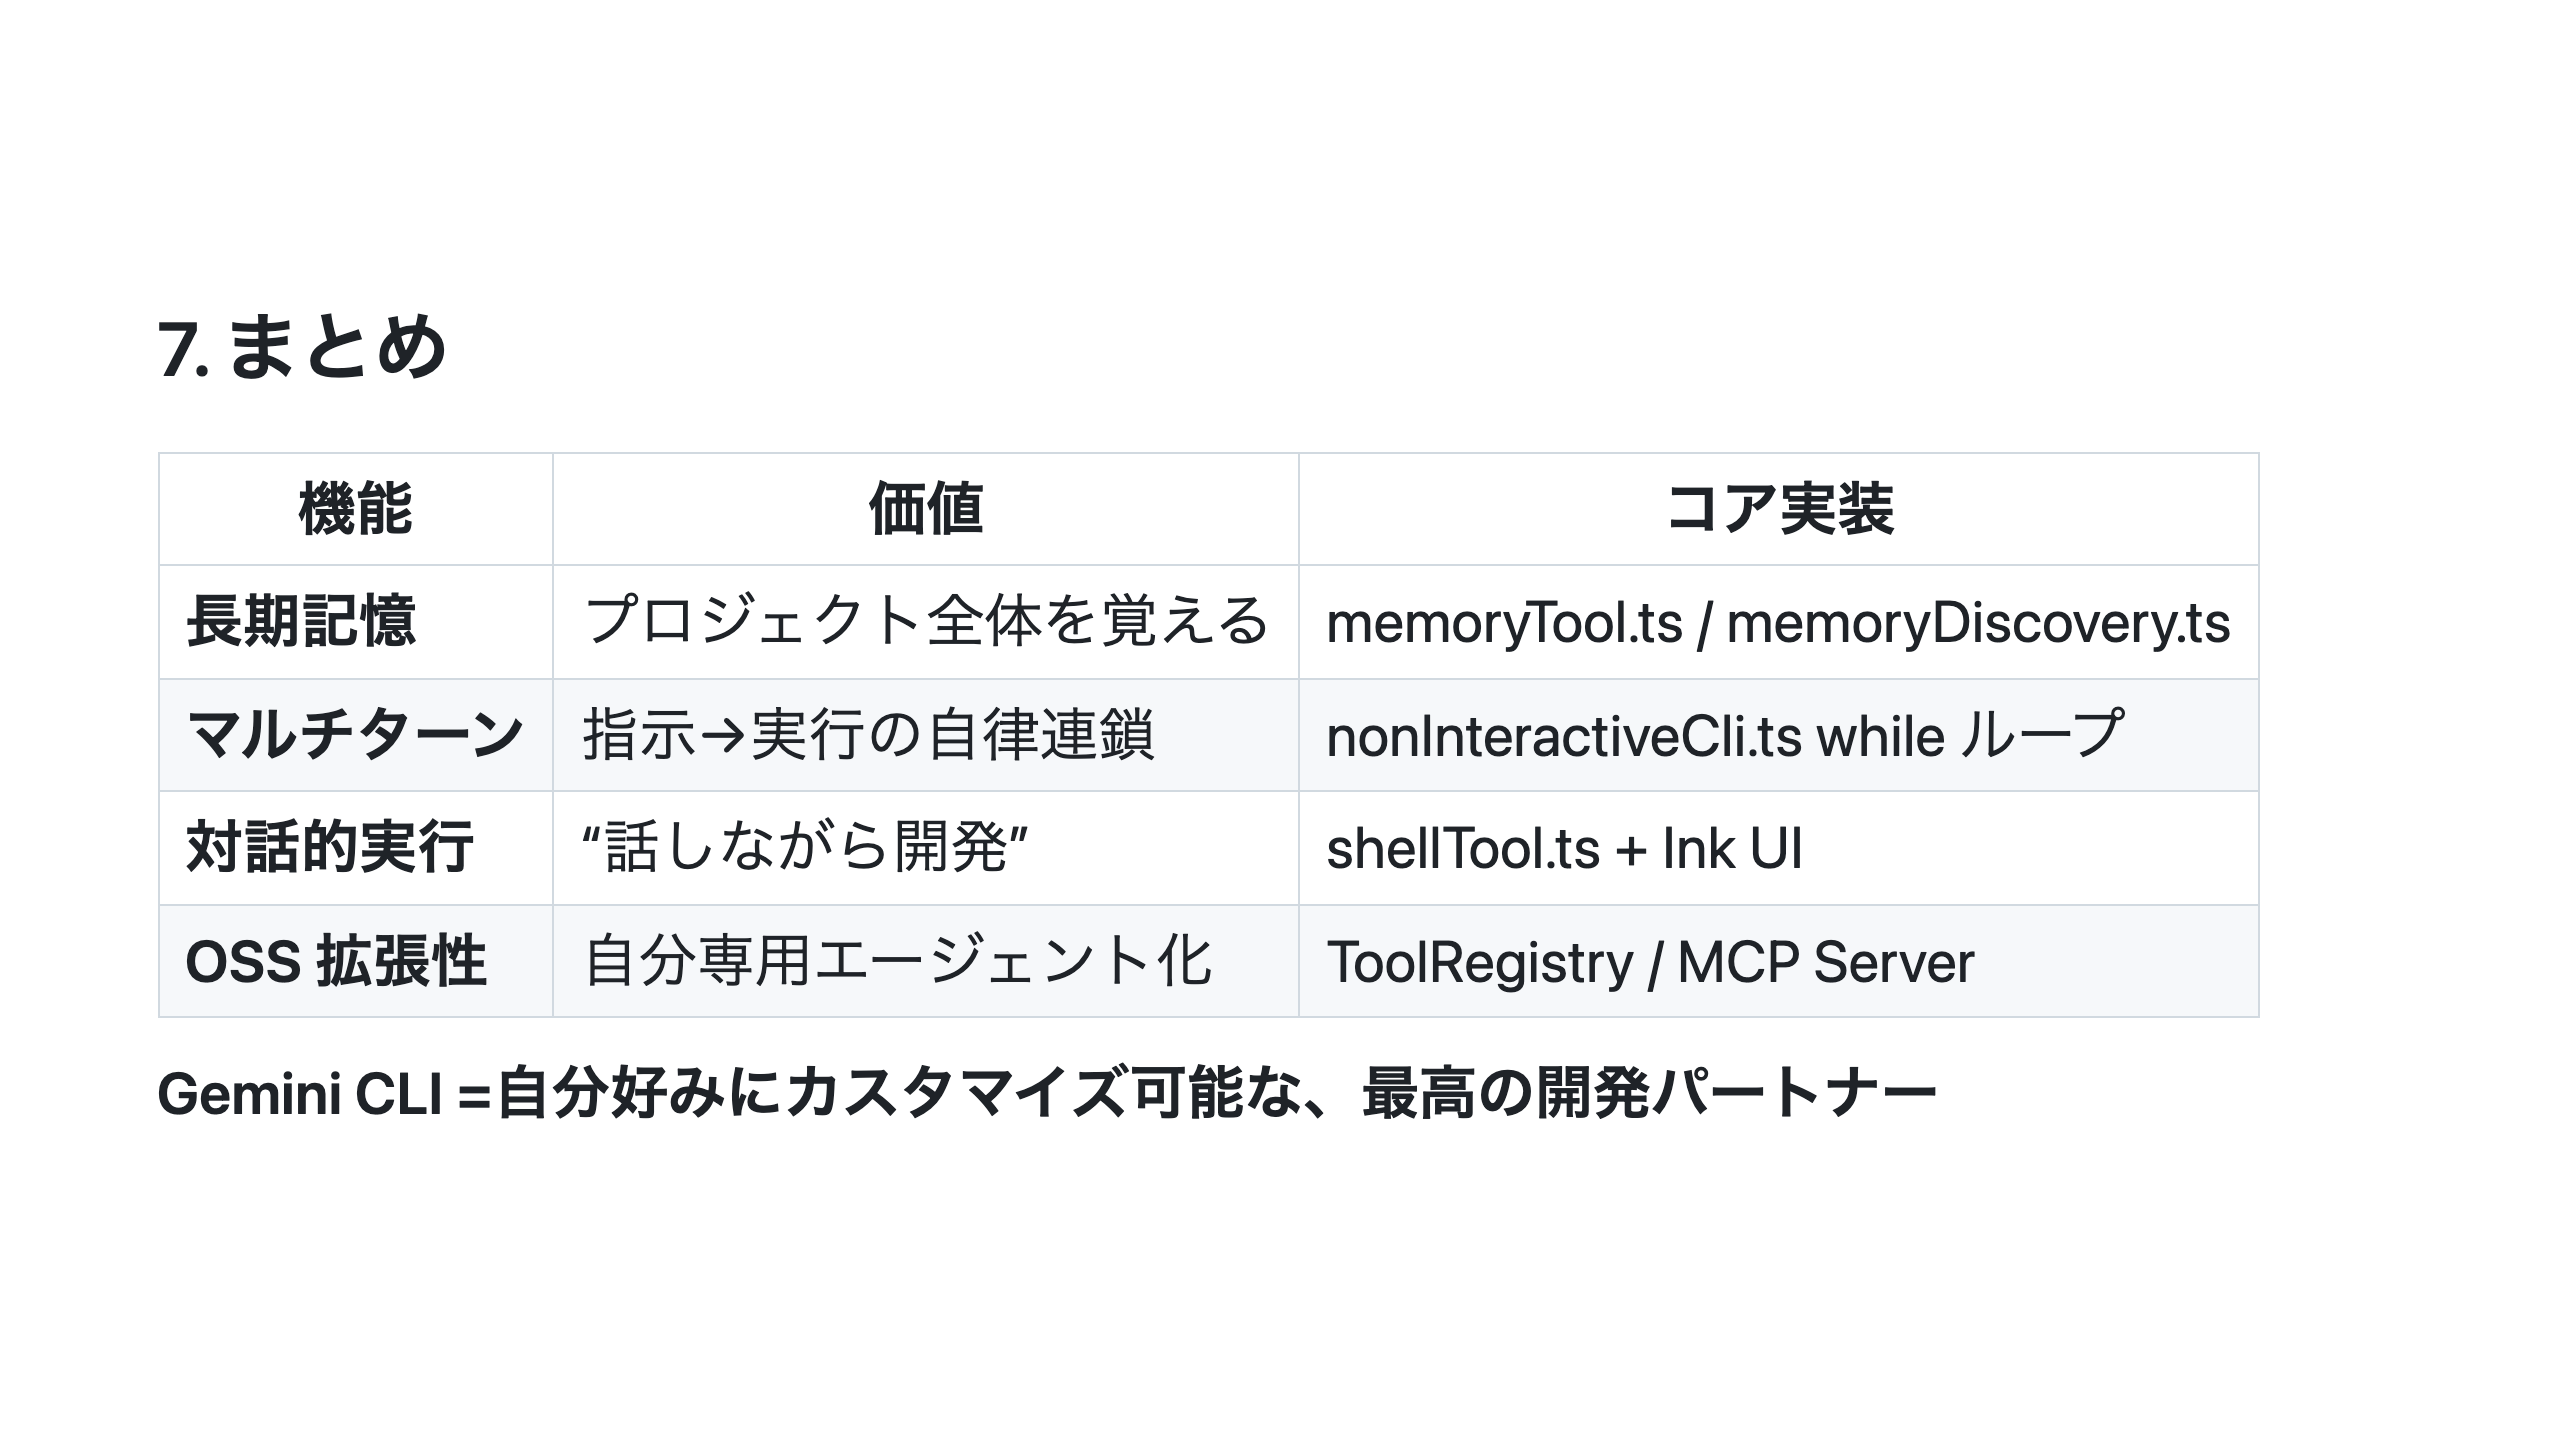 7. まとめ
機能 価値 コア実装
長期記憶 プロジェクト全体を覚える memoryTool.ts / memoryDiscovery.ts
マルチターン 指示→実行の自律連鎖 nonInteractiveCli.ts while ループ
対話的実行 “話しながら開発” shellTool.ts + Ink UI
OSS 拡張性 自分専用エージェント化 ToolRegistry / MCP Server
Gemini CLI =自分好みにカスタマイズ可能な、最高の開発パートナー